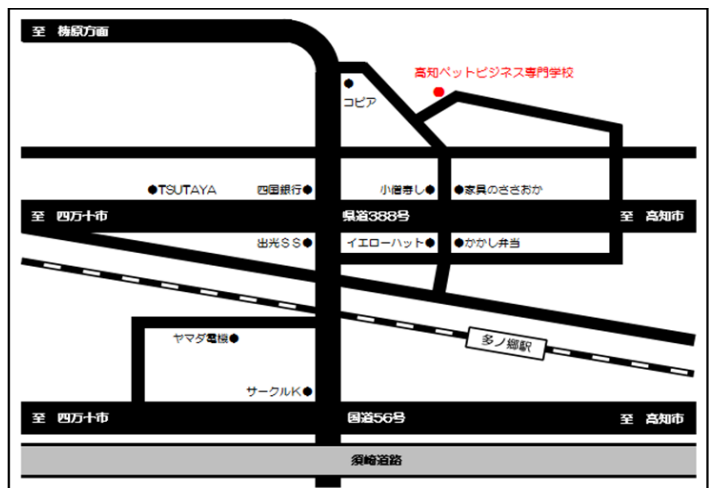 至 梼原方面
高知ペットビジネス専門学校
コピア
TSUTAYA
四国銀行
小僧寿し
家具のささおか
至 四万十市
県道388号
至 高知市
出光SS
イエローハット
かかし弁当
多ノ郷駅
ヤマダ電機
サークルK
至 四万十市
国道56号
至 高知市
須崎道路